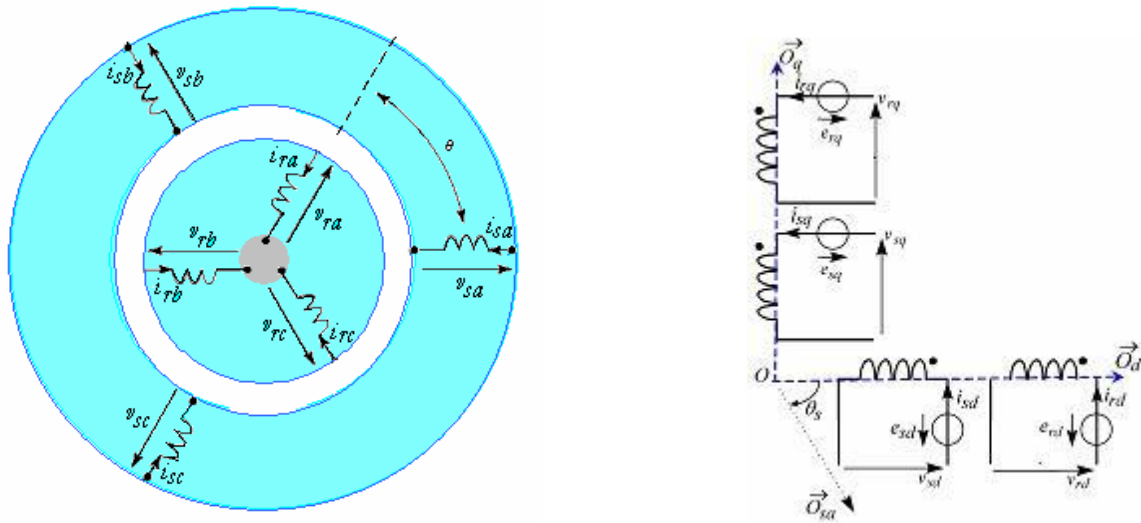 i_sb
v_sb
θ
i_ra
v_ra
i_sa
v_rb
v_sa
i_rb
v_rc
i_rc
v_sc
i_sc
O_q
i_rq
v_rq
e_rq
i_sq
v_sq
e_sq
O
O_d
θ_s
i_sd
i_rd
e_sd
v_sd
v_rd
O_sa